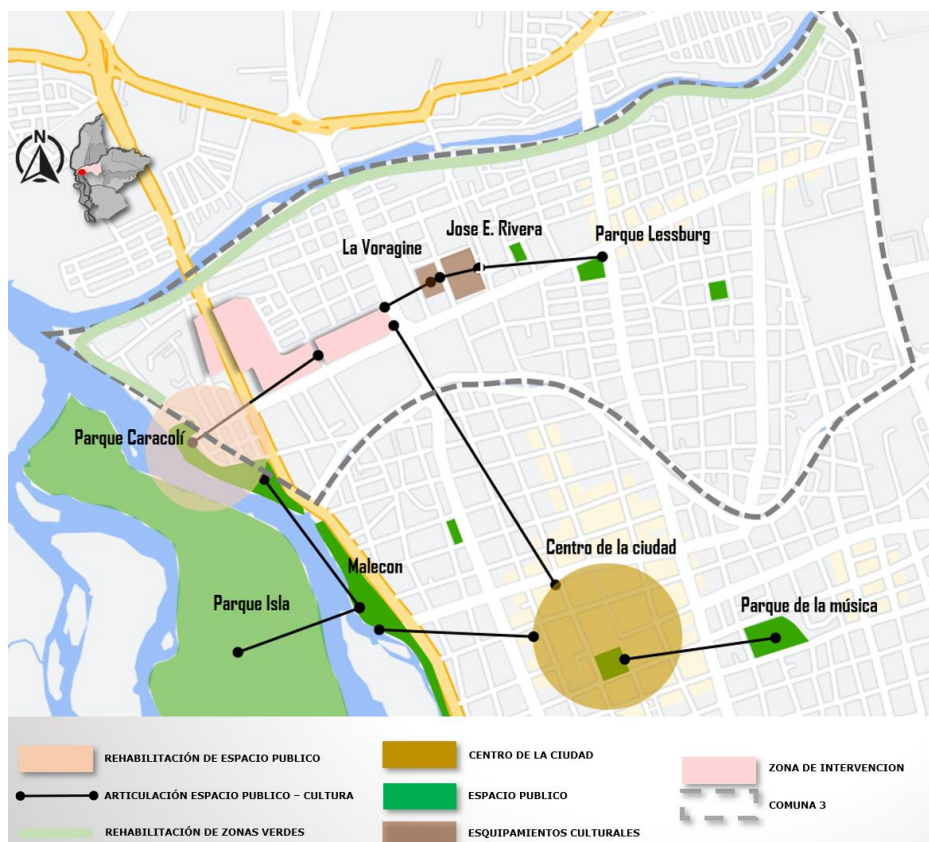 N
Jose E. Rivera
Parque Lessburg
La Voragine
Parque Caracolí
Centro de la ciudad
Malecon
Parque Isla
Parque de la música
REHABILITACIÓN DE ESPACIO PUBLICO
ARTICULACIÓN ESPACIO PUBLICO – CULTURA
REHABILITACIÓN DE ZONAS VERDES
CENTRO DE LA CIUDAD
ESPACIO PUBLICO
ESQUIPAMIENTOS CULTURALES
ZONA DE INTERVENCION
COMUNA 3